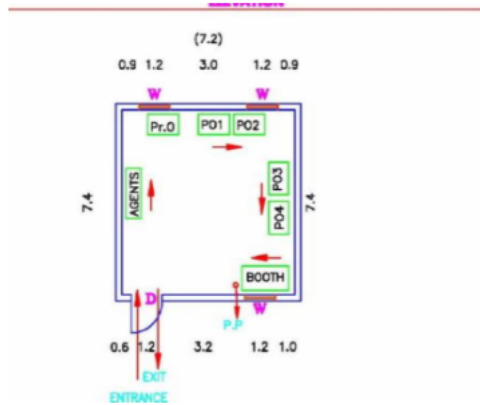 ELEVATION
(7.2)
0.9 1.2 3.0 1.2 0.9
W W
Pr.O PO1 PO2
AGENTS PO3
7.4 7.4
PO4
BOOTH
D
P.P W
0.6 1.2 3.2 1.2 1.0
EXIT
ENTRANCE